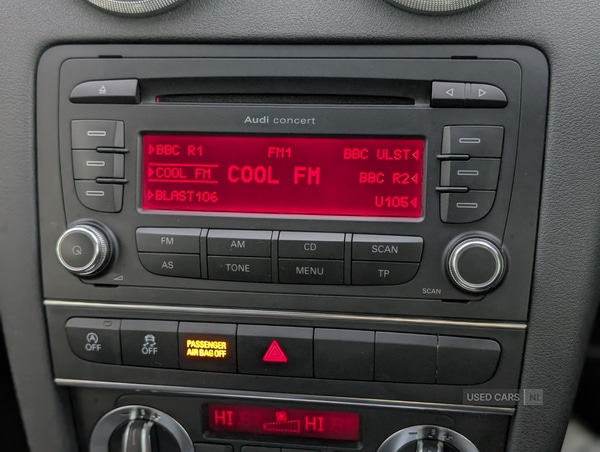 Audi concert
BBC R1 FM1 BBC ULST
COOL FM COOL FM BBC R2
BLAST106 U105
FM AM CD SCAN
AS TONE MENU TP
SCAN
OFF OFF PASSENGER
AIR BAG OFF
USED CARS NI
HI HI